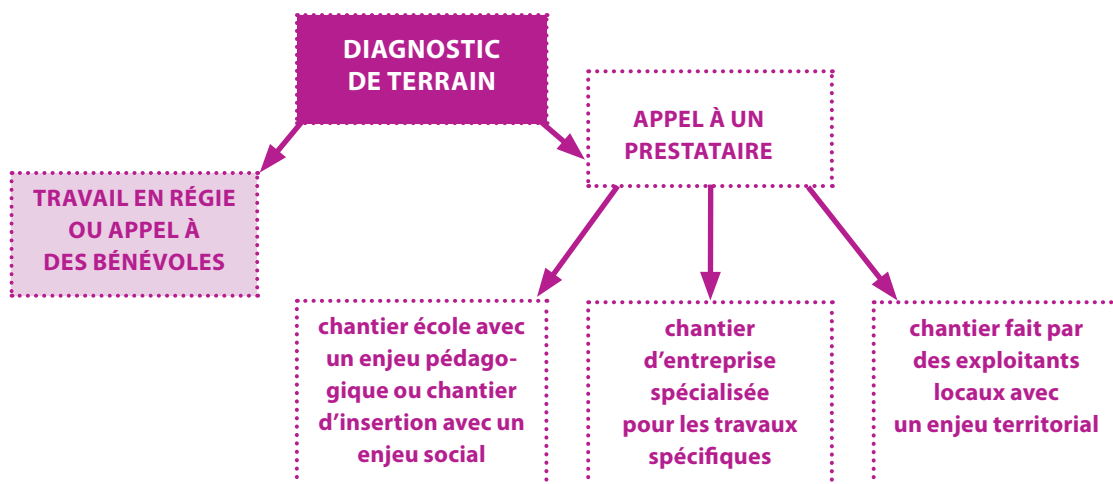 DIAGNOSTIC
DE TERRAIN
APPEL À UN
PRESTATAIRE
TRAVAIL EN RÉGIE
OU APPEL À
DES BÉNÉVOLES
chantier école avec
un enjeu pédago-
gique ou chantier
d’insertion avec un
enjeu social
chantier
d’entreprise
spécialisée
pour les travaux
spécifiques
chantier fait par
des exploitants
locaux avec
un enjeu territorial